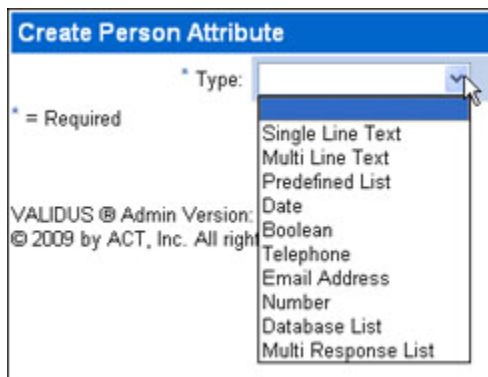 Create Person Attribute
* Type:
* = Required
Single Line Text
Multi Line Text
Predefined List
Date
Boolean
Telephone
Email Address
Number
Database List
Multi Response List
VALIDUS ® Admin Version:
© 2009 by ACT, Inc. All